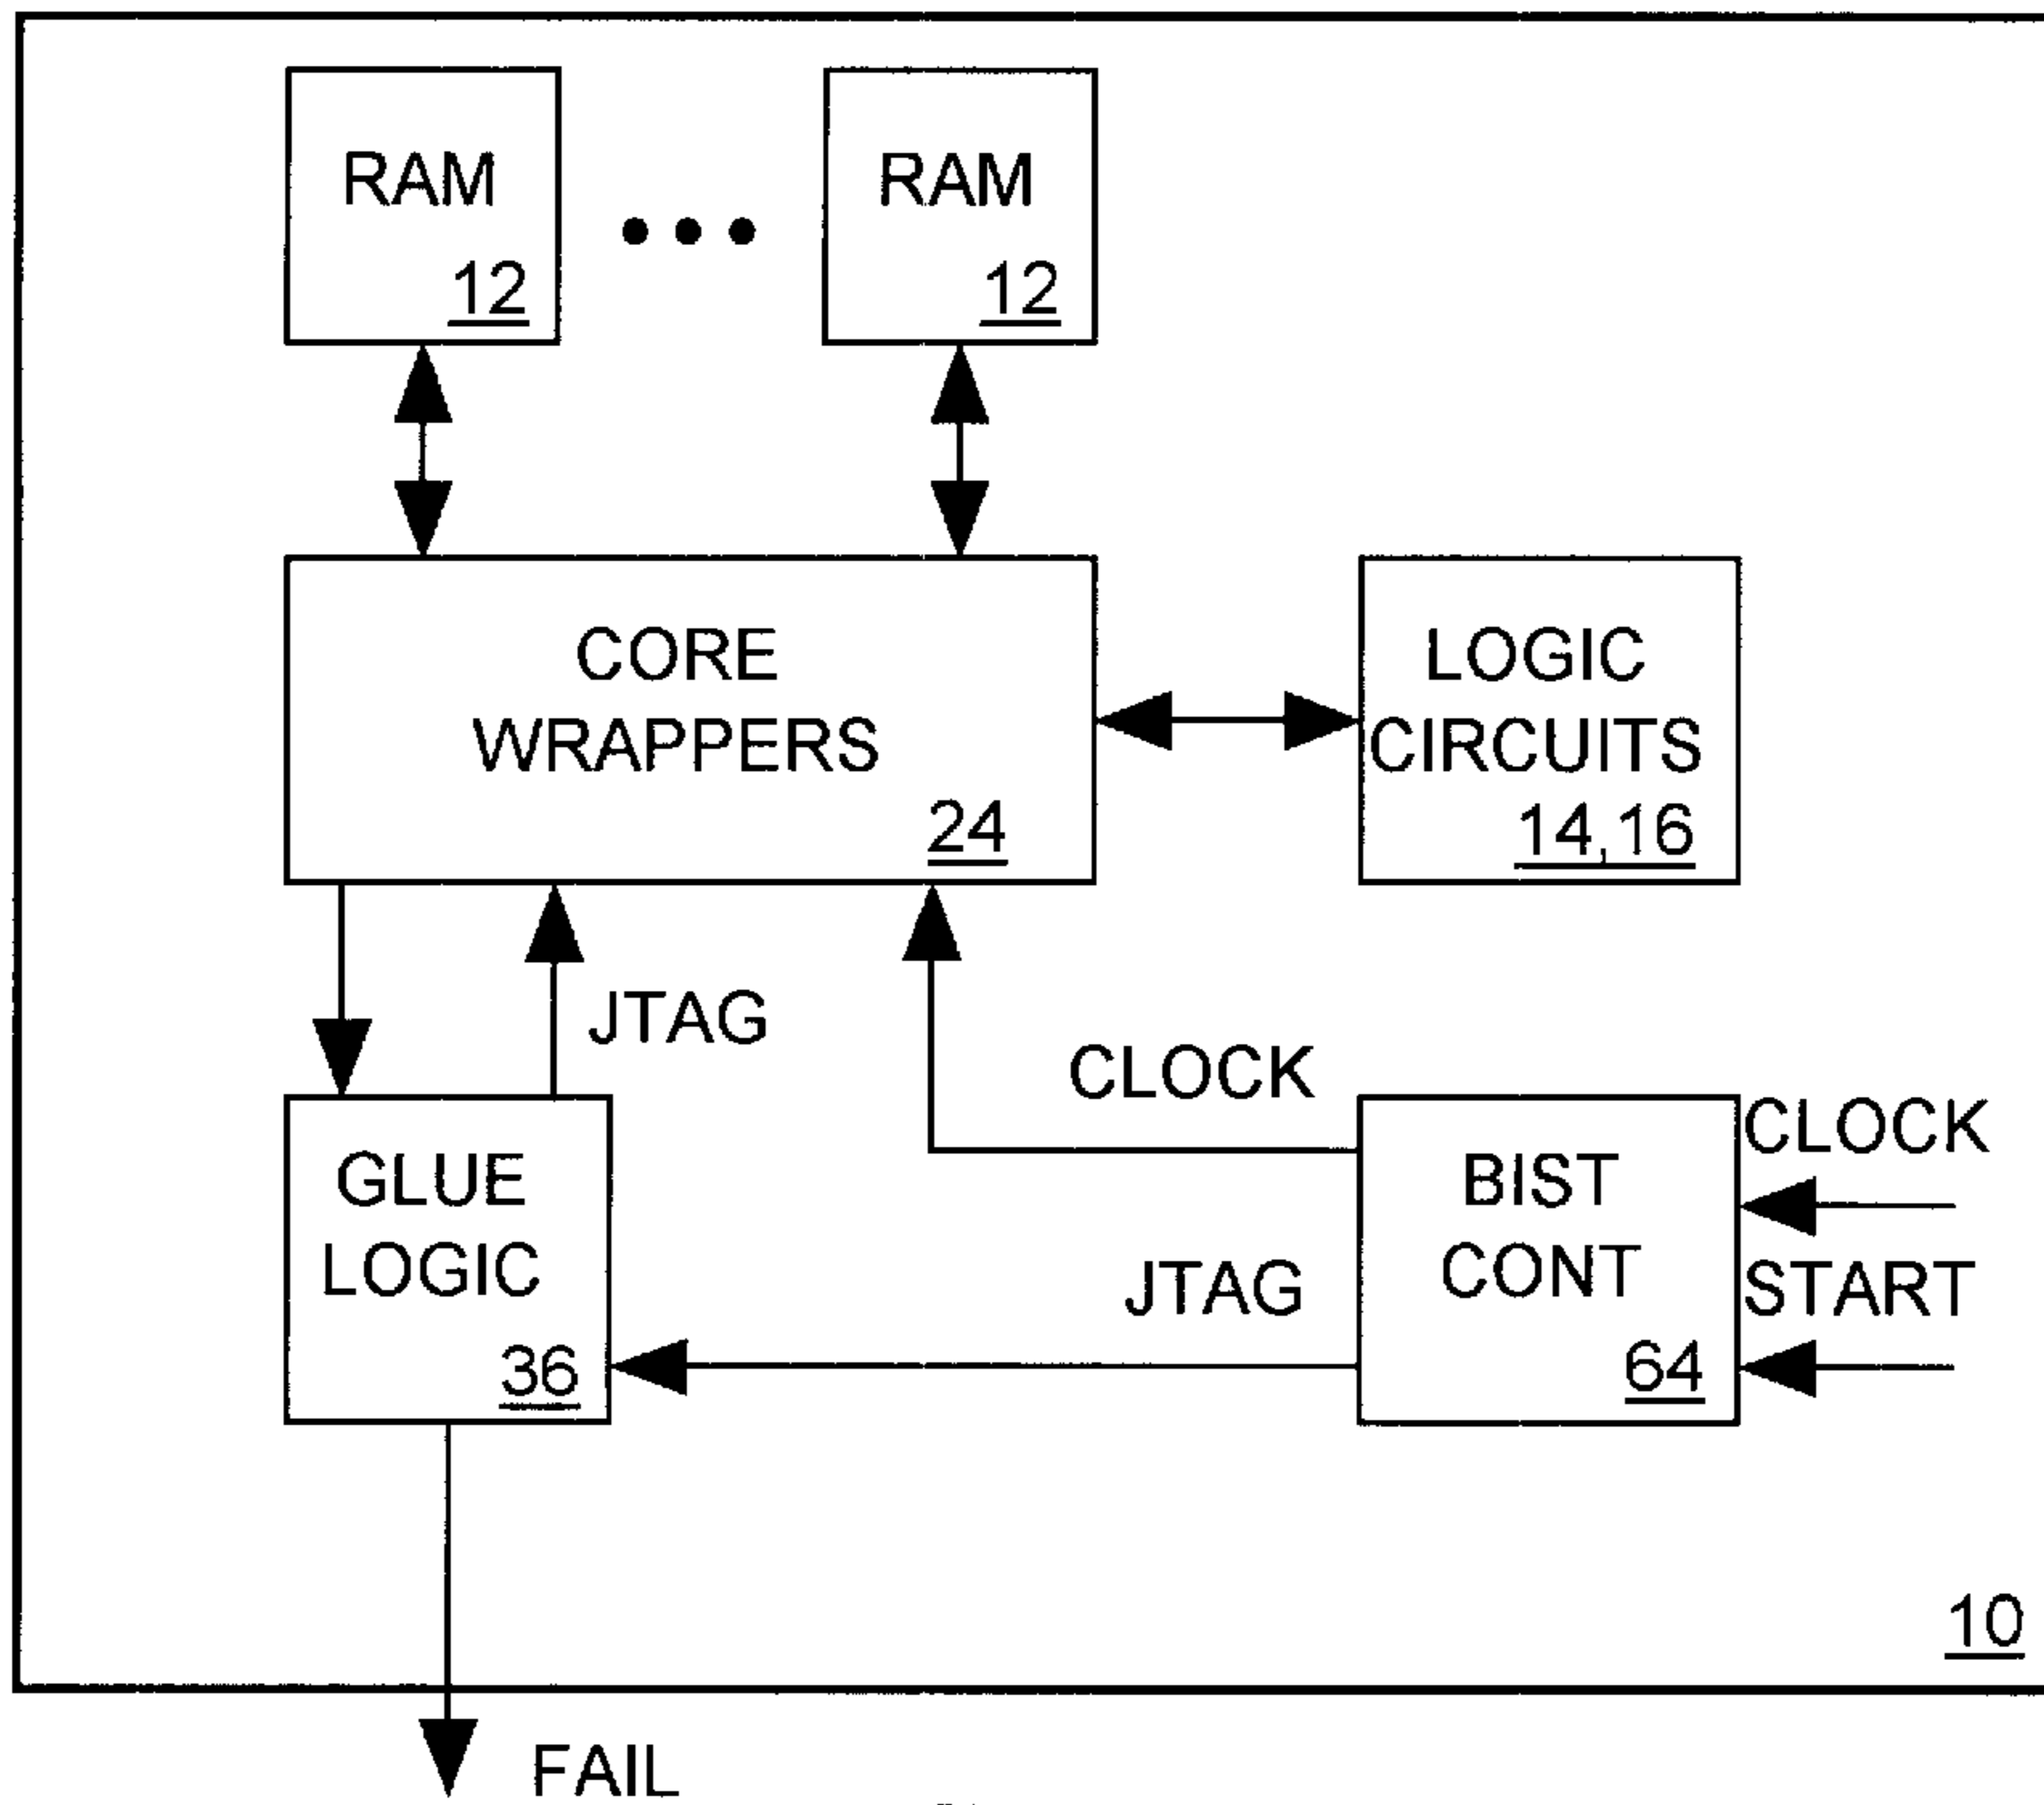 RAM
12
RAM
12
CORE
WRAPPERS
24
LOGIC
CIRCUITS
14,16
JTAG
CLOCK
GLUE
LOGIC
36
JTAG
BIST
CONT
64
CLOCK
START
10
FAIL